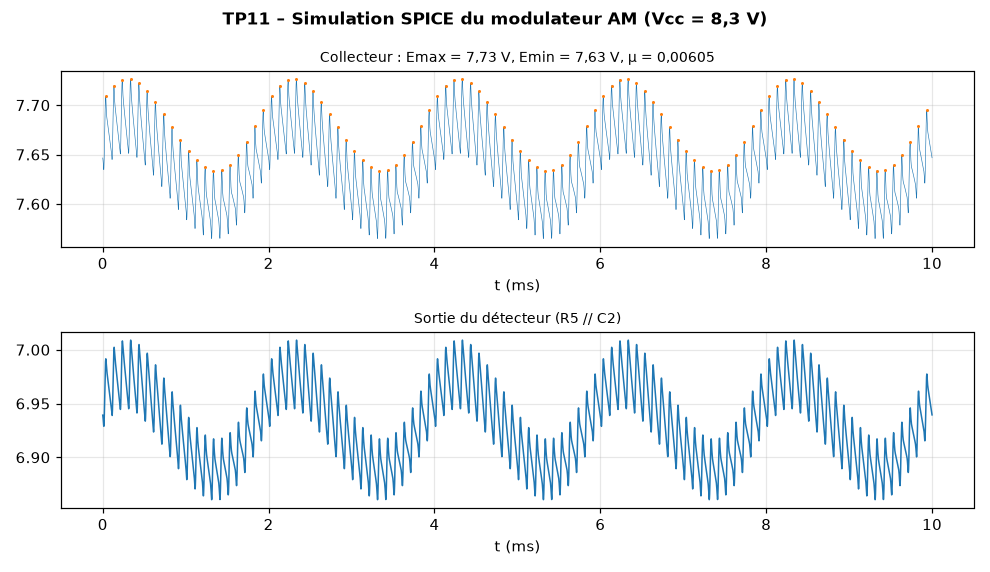 TP11 – Simulation SPICE du modulateur AM (Vcc = 8,3 V)
Collecteur : Emax = 7,73 V, Emin = 7,63 V, μ = 0,00605
7.70
7.65
7.60
0 2 4 6 8 10
t (ms)
Sortie du détecteur (R5 // C2)
7.00
6.95
6.90
0 2 4 6 8 10
t (ms)